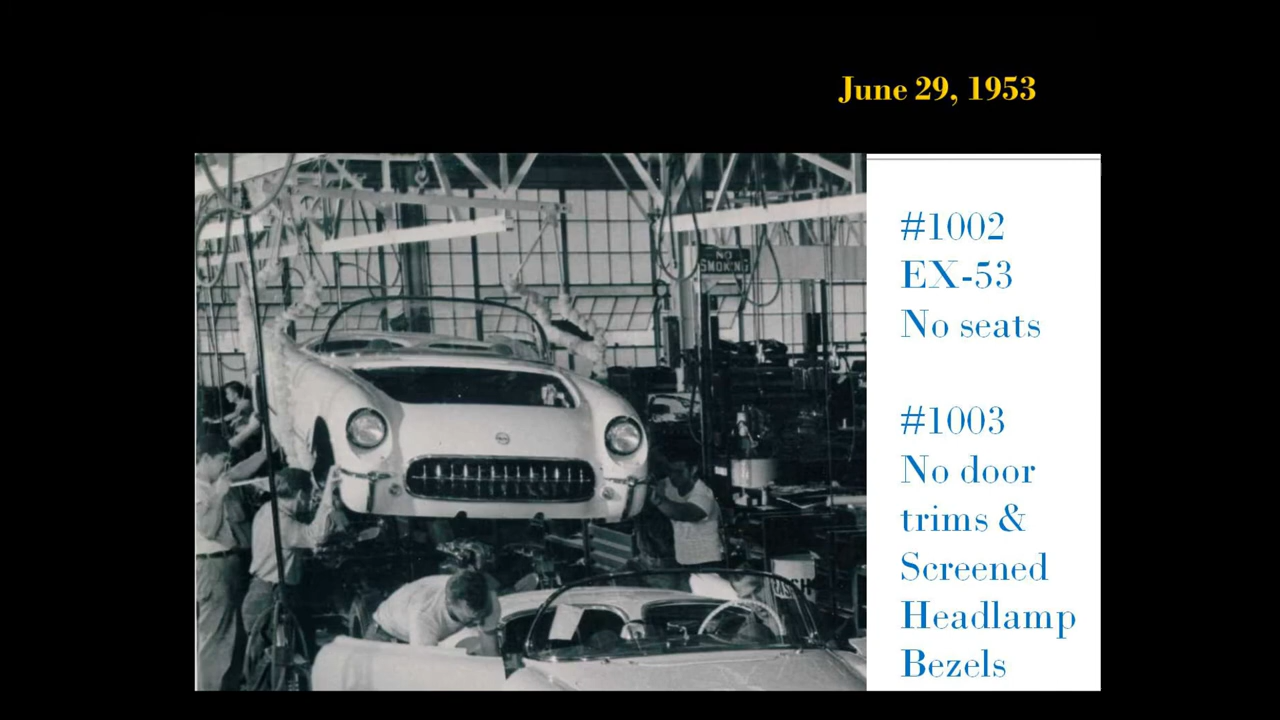 June 29, 1953
NO
SMOKING
#1002
EX-53
No seats
#1003
No door
trims &
Screened
Headlamp
Bezels